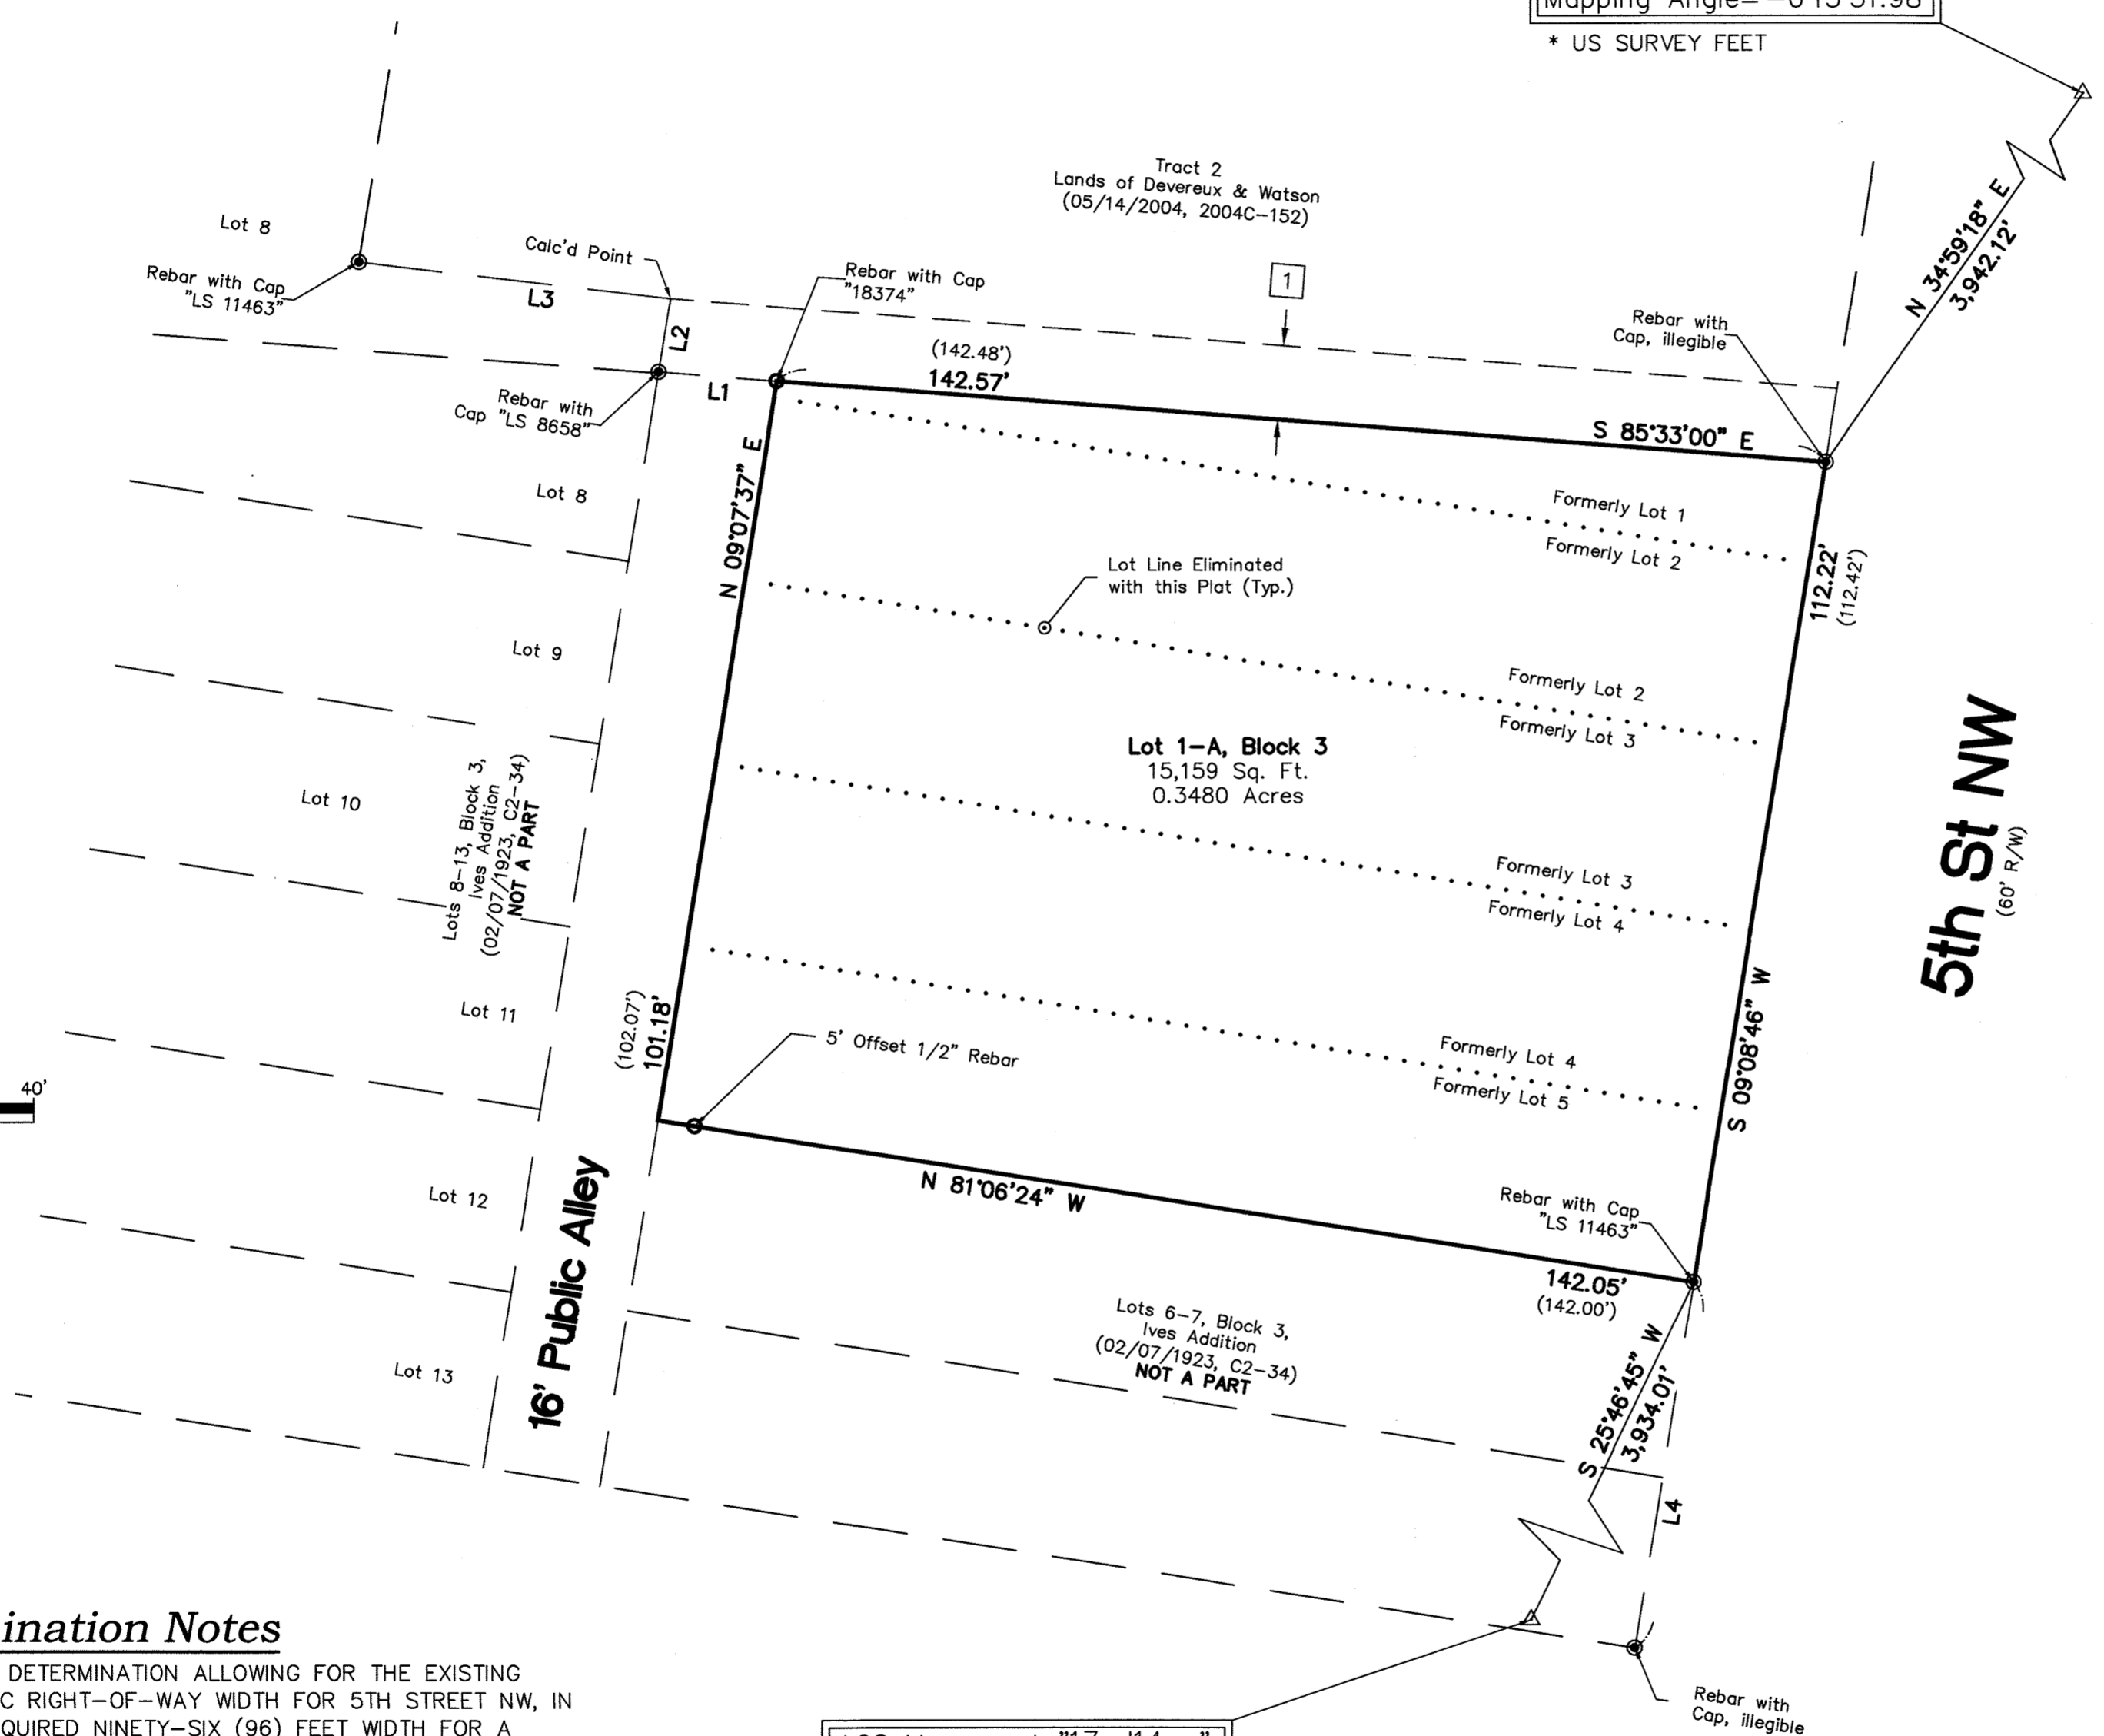 Mapping Angle= -0°13'31.98"
* US SURVEY FEET
Tract 2
Lands of Devereux & Watson
(05/14/2004, 2004C-152)
N 34°59'18" E
3,942.12'
Lot 8
Rebar with Cap
"LS 11463"
Calc'd Point
L3
L2
Rebar with Cap
"18374"
1
Rebar with
Cap, illegible
(142.48')
142.57'
S 85°33'00" E
L1
Rebar with
Cap "LS 8658"
N 09°07'37" E
Lot 8
Formerly Lot 1
Formerly Lot 2
112.22'
(112.42')
Lot Line Eliminated
with this Plat (Typ.)
Lot 9
Formerly Lot 2
Formerly Lot 3
Lot 1-A, Block 3
15,159 Sq. Ft.
0.3480 Acres
5th St NW
(60' R/W)
Lot 10
Lots 8-13, Block 3,
Ives Addition
(02/07/1923, C2-34)
NOT A PART
Formerly Lot 3
Formerly Lot 4
Lot 11
(102.07')
101.18'
5' Offset 1/2" Rebar
Formerly Lot 4
Formerly Lot 5
S 09°08'46" W
40'
Lot 12
16' Public Alley
N 81°06'24" W
Rebar with Cap
"LS 11463"
142.05'
(142.00')
Lots 6-7, Block 3,
Ives Addition
(02/07/1923, C2-34)
NOT A PART
Lot 13
S 25°46'45" W
3,934.01'
L4
ination Notes
DETERMINATION ALLOWING FOR THE EXISTING
C RIGHT-OF-WAY WIDTH FOR 5TH STREET NW, IN
QUIRED NINETY-SIX (96) FEET WIDTH FOR A
Rebar with
Cap, illegible